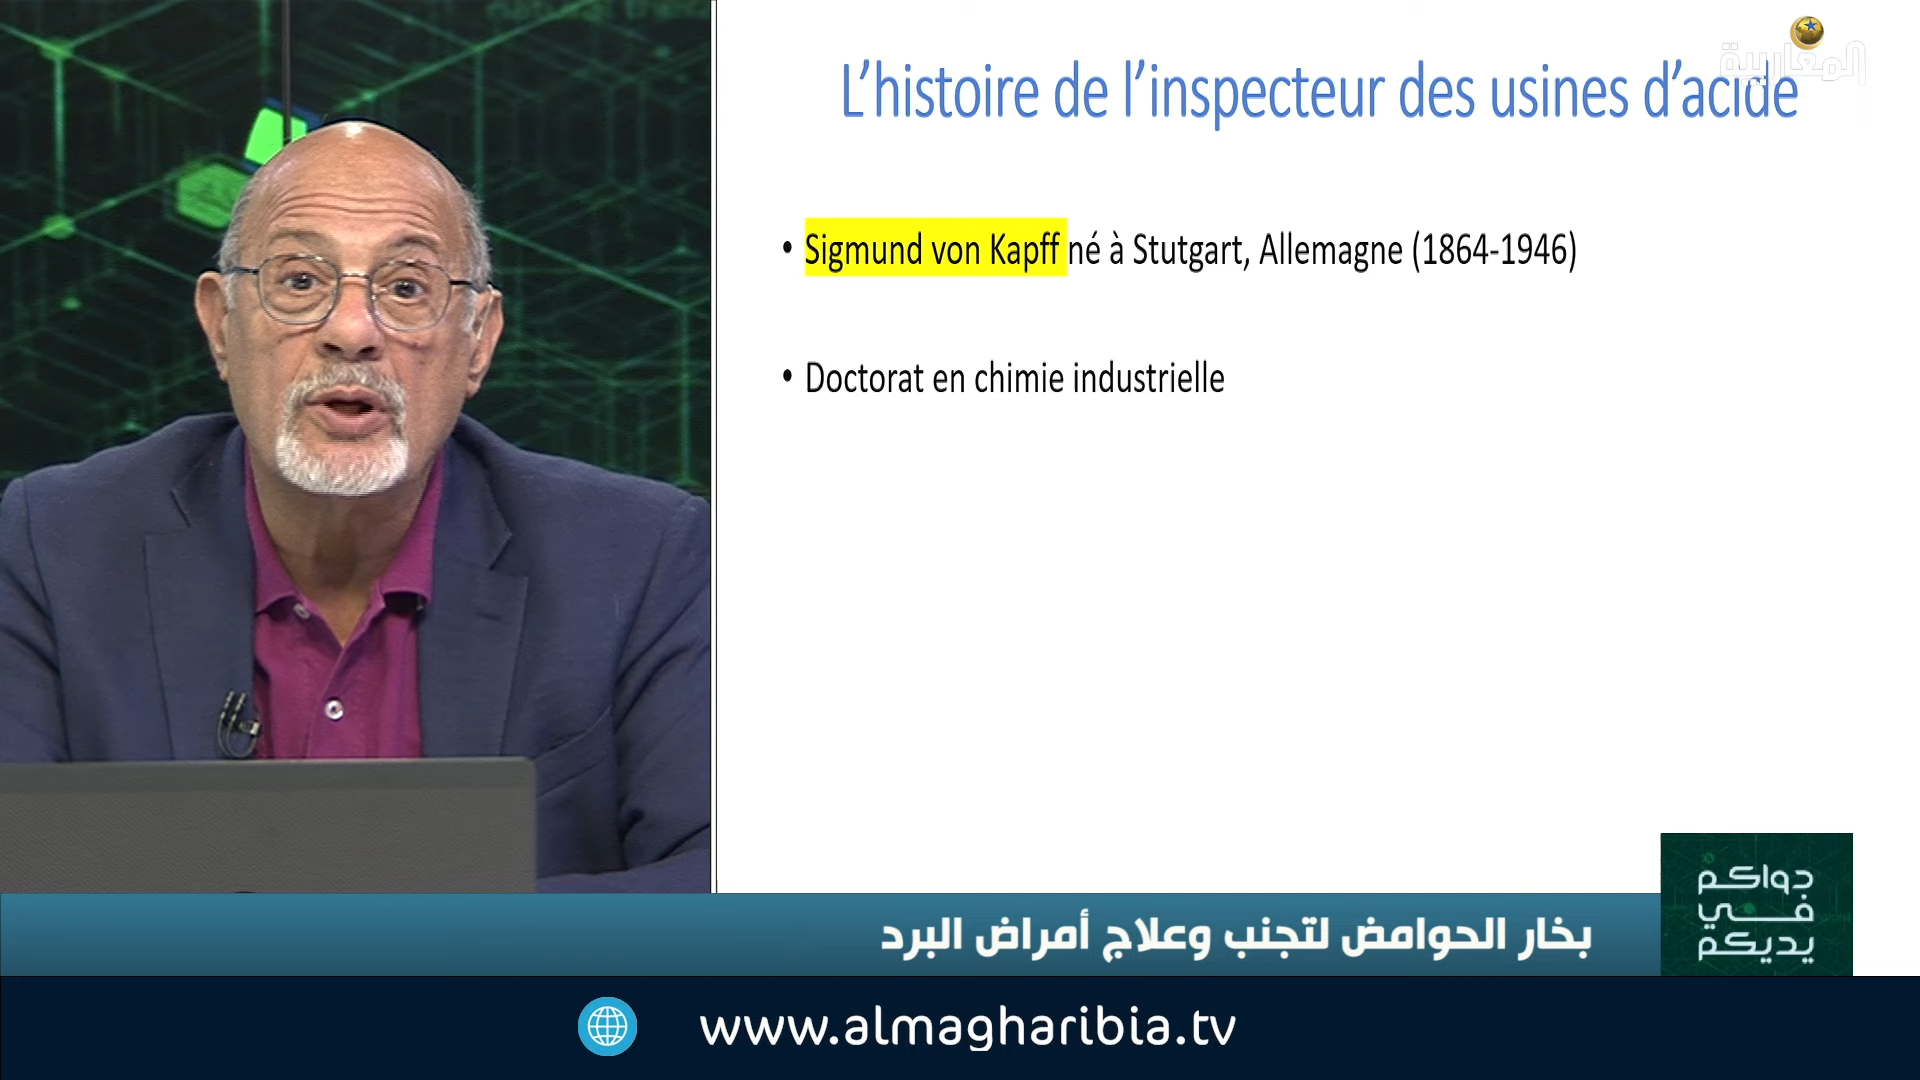 المغاربية
L’histoire de l’inspecteur des usines d’acide
• Sigmund von Kapff né à Stutgart, Allemagne (1864-1946)
• Doctorat en chimie industrielle
دواكم
في
يديكم
بخار الحوامض لتجنب وعلاج أمراض البرد
www.almagharibia.tv